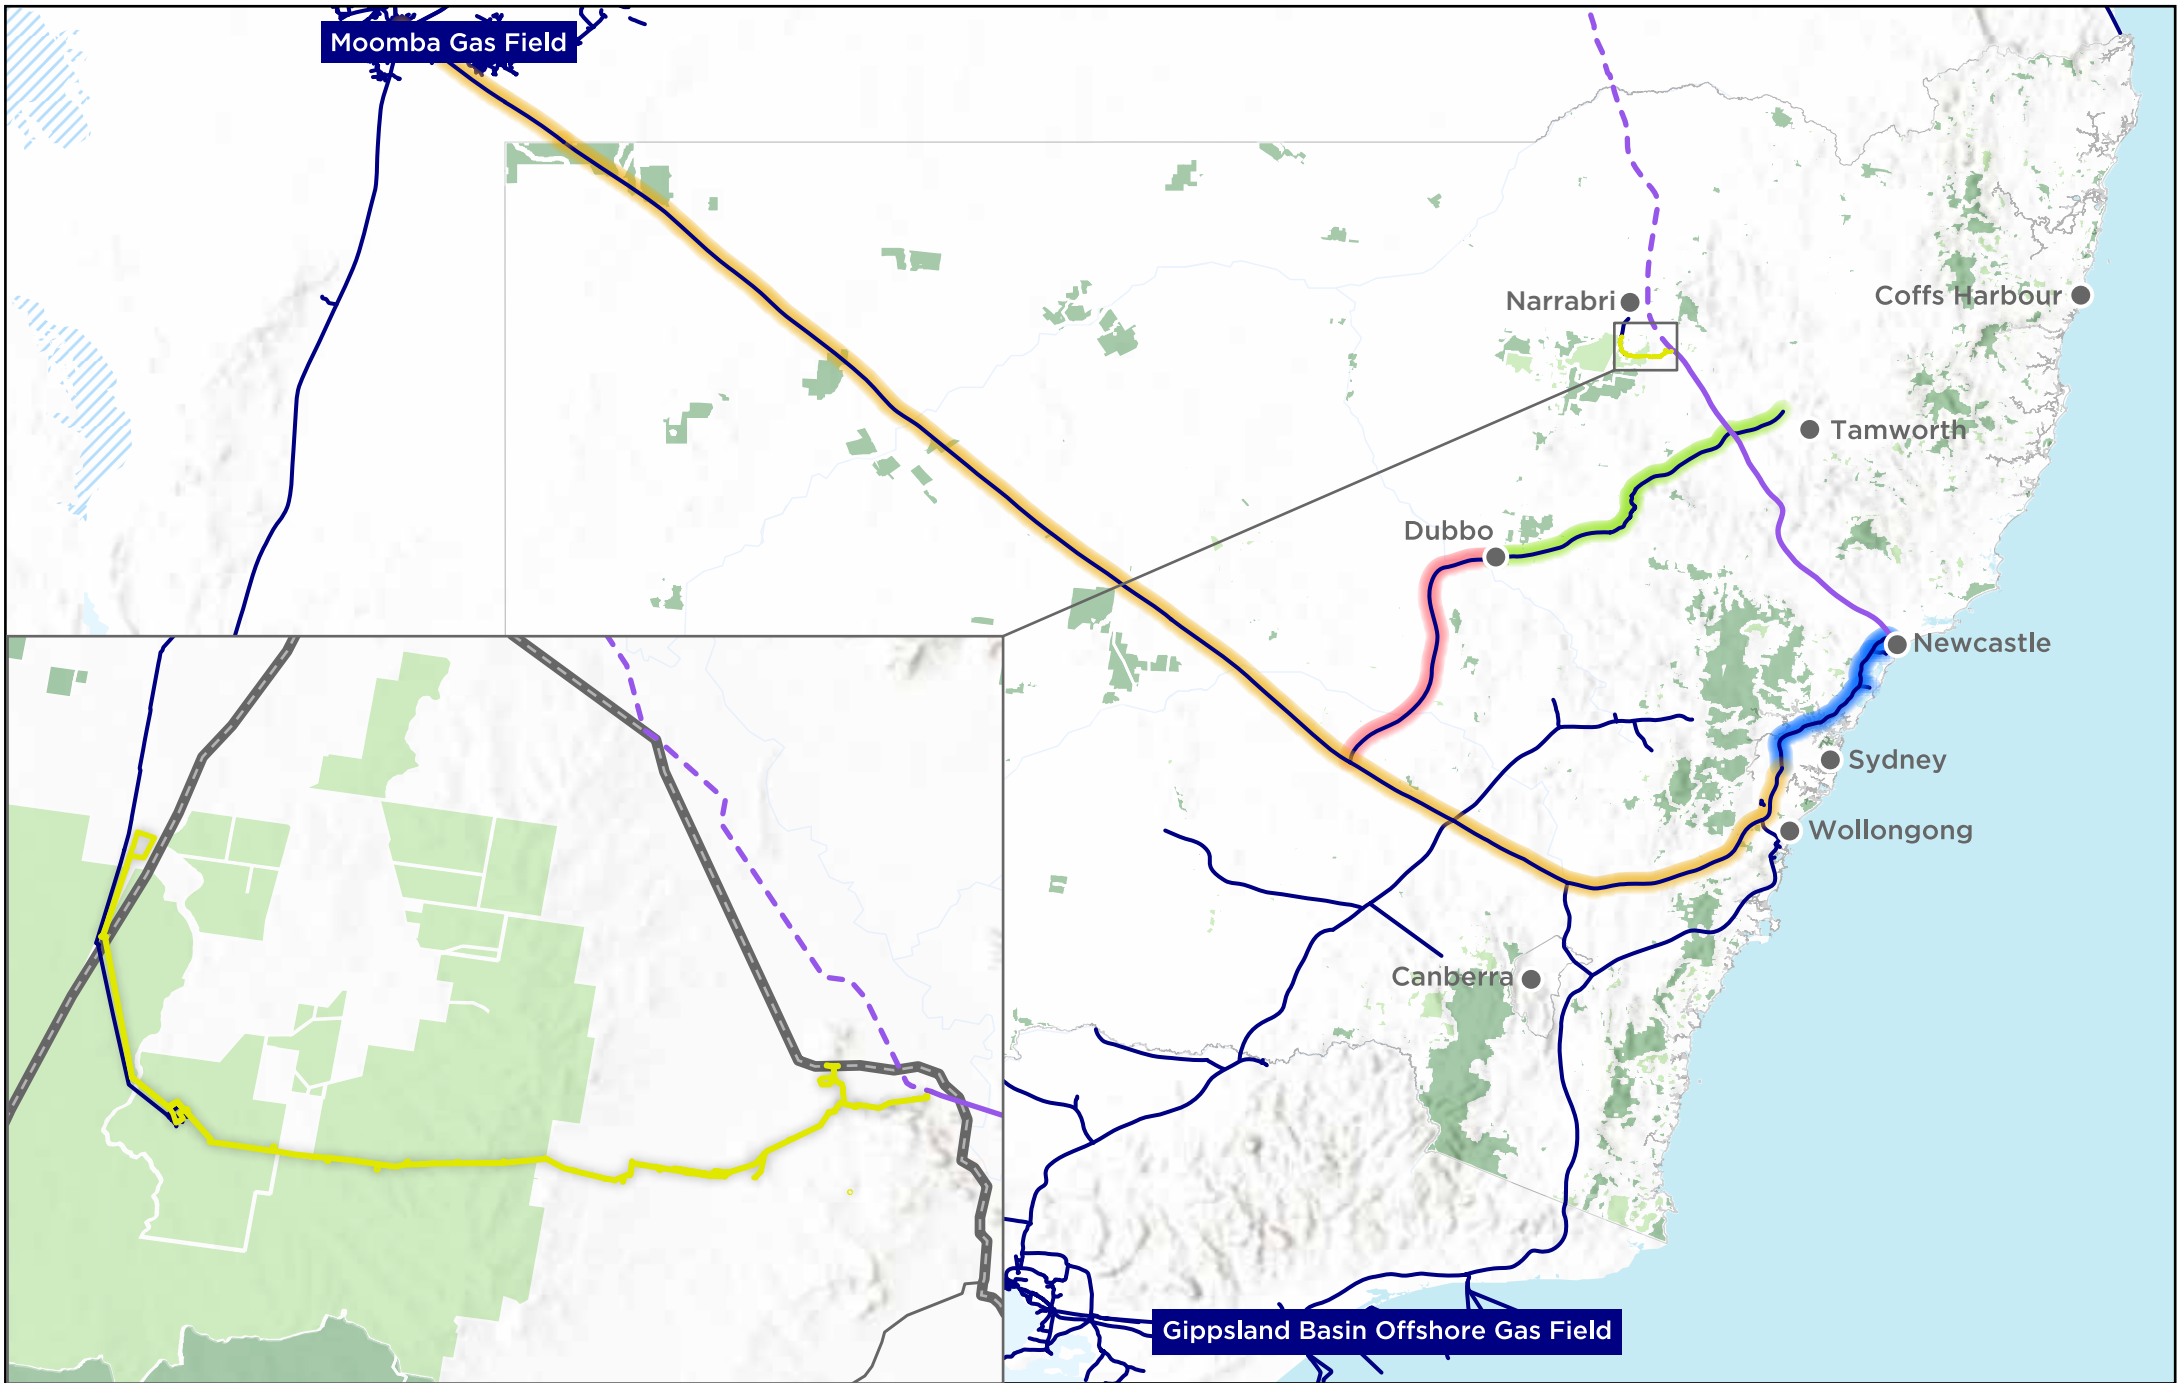 Moomba Gas Field
Narrabri
Coffs Harbour
Tamworth
Dubbo
Newcastle
Sydney
Wollongong
Canberra
Gippsland Basin Offshore Gas Field